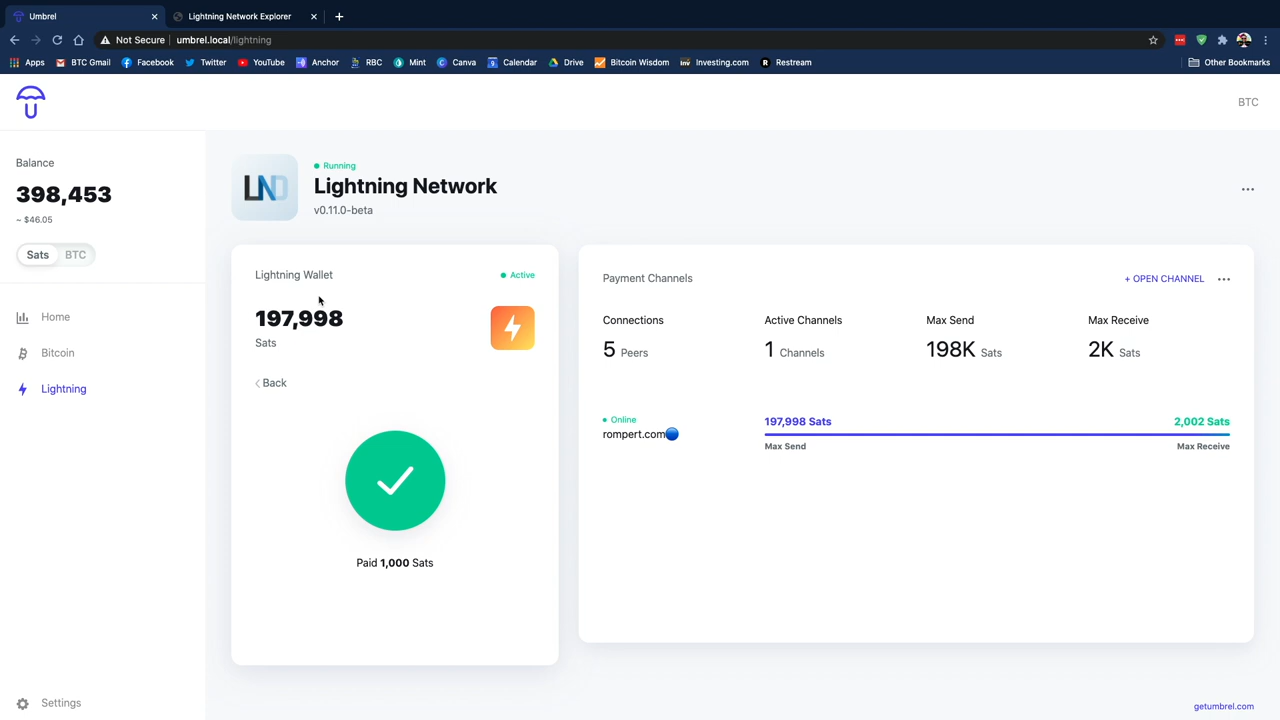 Umbrel
Lightning Network Explorer
Not Secure
umbrel.local/lightning
Apps
BTC Gmail
Facebook
Twitter
YouTube
Anchor
RBC
Mint
Canva
Calendar
Drive
Bitcoin Wisdom
Investing.com
Restream
Other Bookmarks
BTC
Balance
398,453
~ $46.05
Sats
BTC
Home
Bitcoin
Lightning
Settings
LND
Running
Lightning Network
v0.11.0-beta
Lightning Wallet
Active
197,998
Sats
Back
Paid 1,000 Sats
Payment Channels
+ OPEN CHANNEL
Connections
5 Peers
Active Channels
1 Channels
Max Send
198K Sats
Max Receive
2K Sats
Online
rompert.com
197,998 Sats
2,002 Sats
Max Send
Max Receive
getumbrel.com